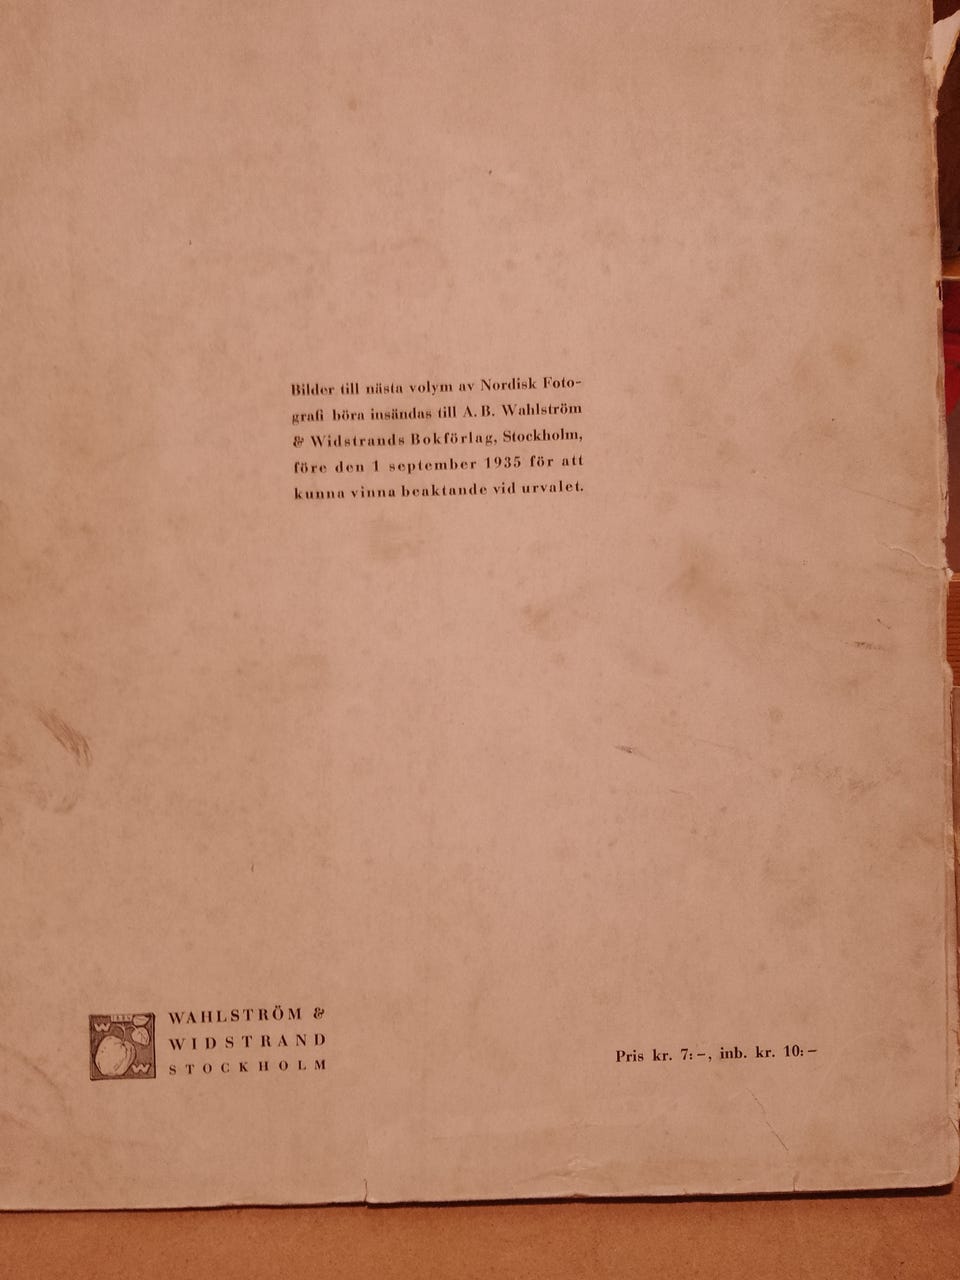 Bilder till nästa volym av Nordisk Foto-
grafi böra insändas till A. B. Wahlström
& Widstrands Bokförlag, Stockholm,
före den 1 september 1935 för att
kunna vinna beaktande vid urvalet.
W
W
WAHLSTRÖM &
WIDSTRAND
STOCKHOLM
Pris kr. 7:–, inb. kr. 10:–